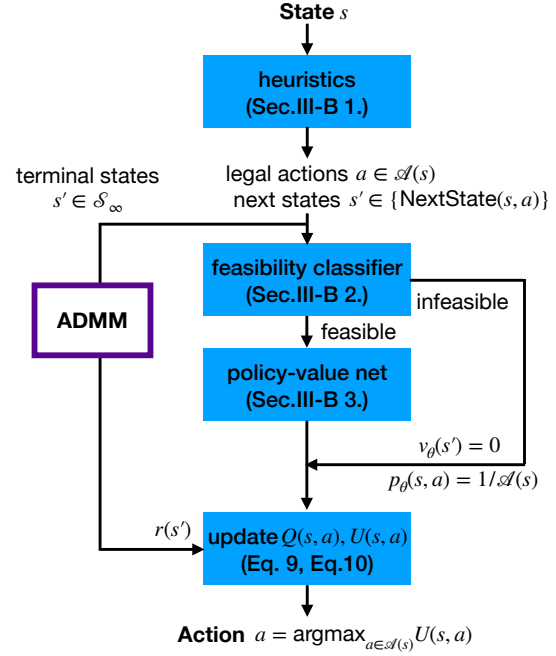 State s
heuristics
(Sec.III-B 1.)
legal actions a ∈ 𝒜(s)
next states s′ ∈ {NextState(s, a)}
terminal states
s′ ∈ 𝒮∞
feasibility classifier
(Sec.III-B 2.)
infeasible
feasible
ADMM
policy-value net
(Sec.III-B 3.)
vθ(s′) = 0
pθ(s, a) = 1/𝒜(s)
r(s′)
update Q(s, a), U(s, a)
(Eq. 9, Eq.10)
Action a = argmaxa∈𝒜(s)U(s, a)